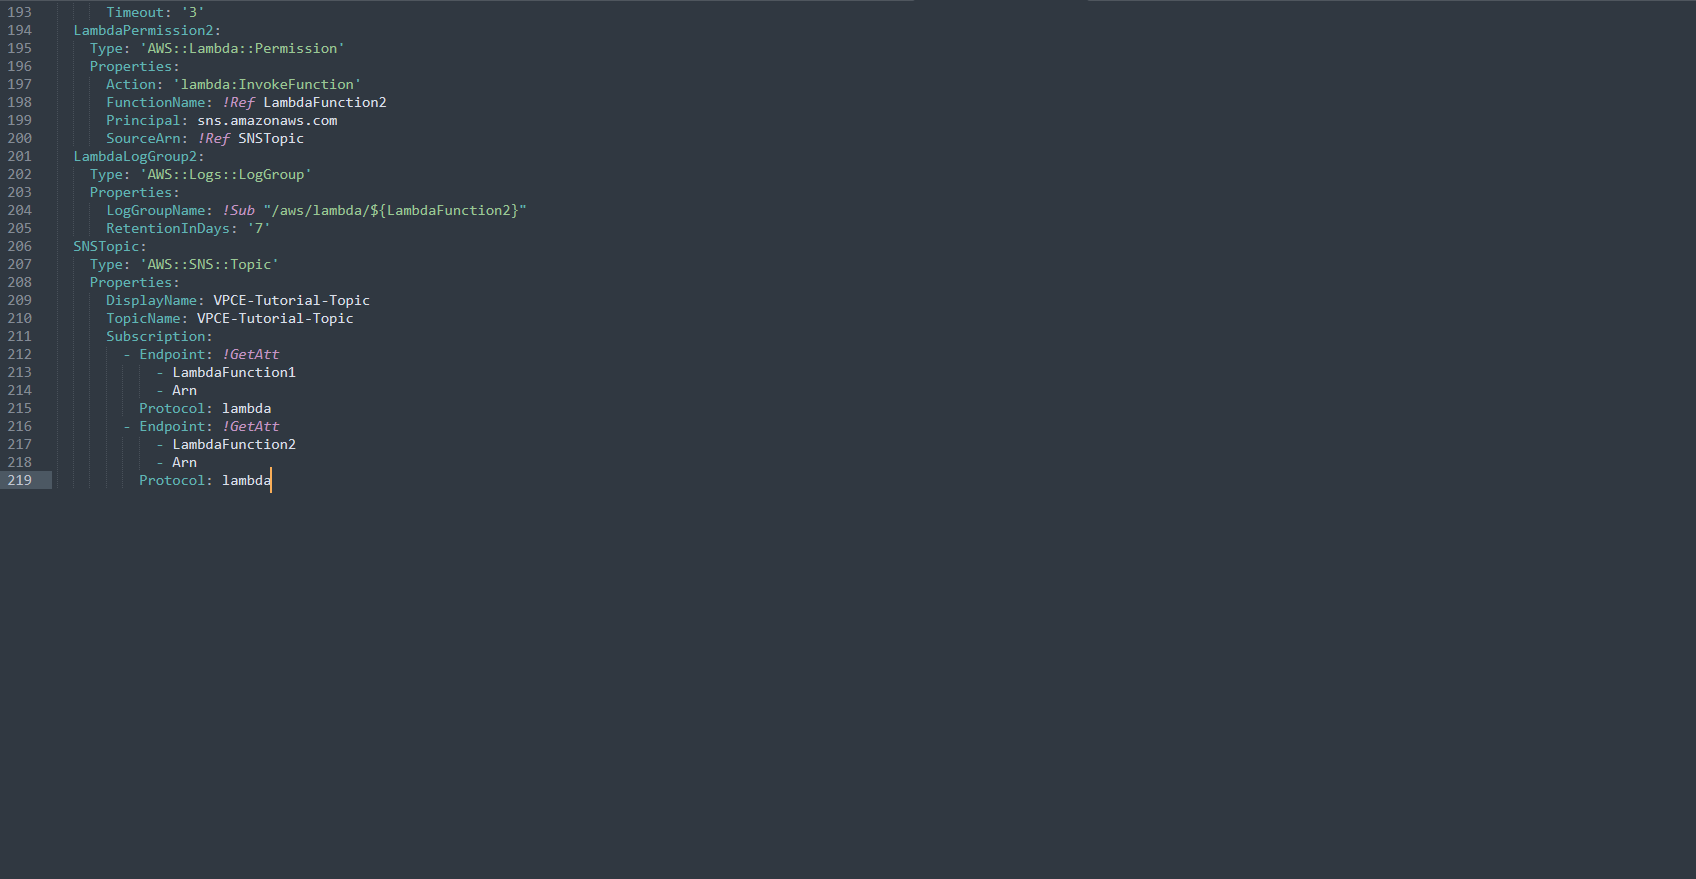 193 Timeout: '3'
194 LambdaPermission2:
195 Type: 'AWS::Lambda::Permission'
196 Properties:
197 Action: 'lambda:InvokeFunction'
198 FunctionName: !Ref LambdaFunction2
199 Principal: sns.amazonaws.com
200 SourceArn: !Ref SNSTopic
201 LambdaLogGroup2:
202 Type: 'AWS::Logs::LogGroup'
203 Properties:
204 LogGroupName: !Sub "/aws/lambda/${LambdaFunction2}"
205 RetentionInDays: '7'
206 SNSTopic:
207 Type: 'AWS::SNS::Topic'
208 Properties:
209 DisplayName: VPCE-Tutorial-Topic
210 TopicName: VPCE-Tutorial-Topic
211 Subscription:
212 - Endpoint: !GetAtt
213 - LambdaFunction1
214 - Arn
215 Protocol: lambda
216 - Endpoint: !GetAtt
217 - LambdaFunction2
218 - Arn
219 Protocol: lambda